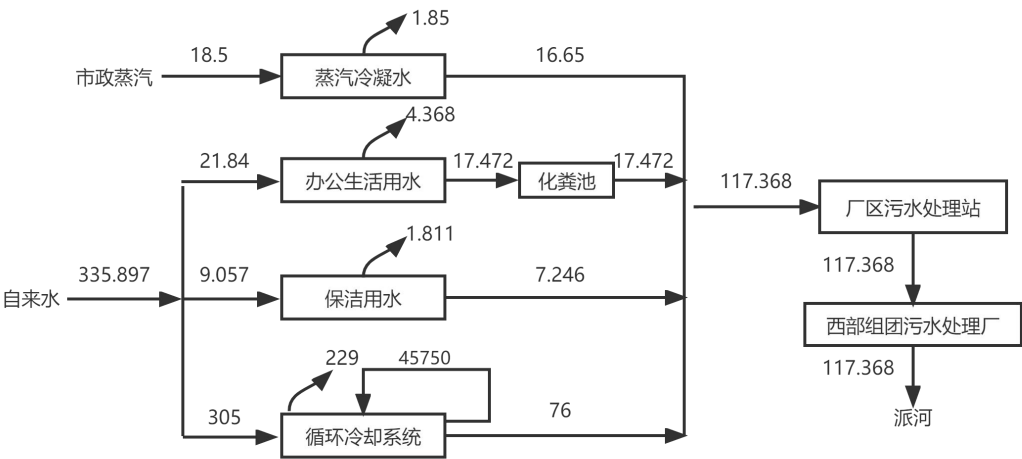 1.85
18.5
16.65
市政蒸汽
蒸汽冷凝水
4.368
21.84
17.472
17.472
办公生活用水
化粪池
117.368
厂区污水处理站
1.811
335.897
9.057
7.246
117.368
自来水
保洁用水
西部组团污水处理厂
229
45750
117.368
305
76
循环冷却系统
派河